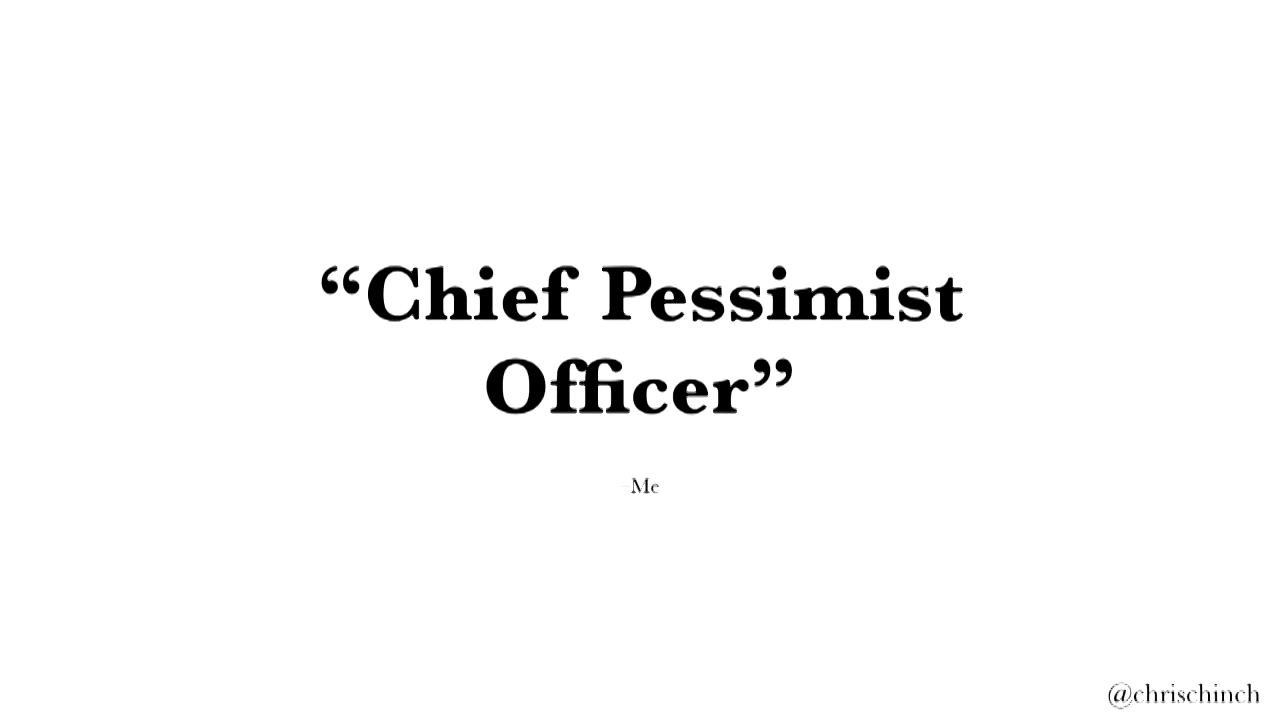 “Chief Pessimist
Officer”
–Me
@chrischinch